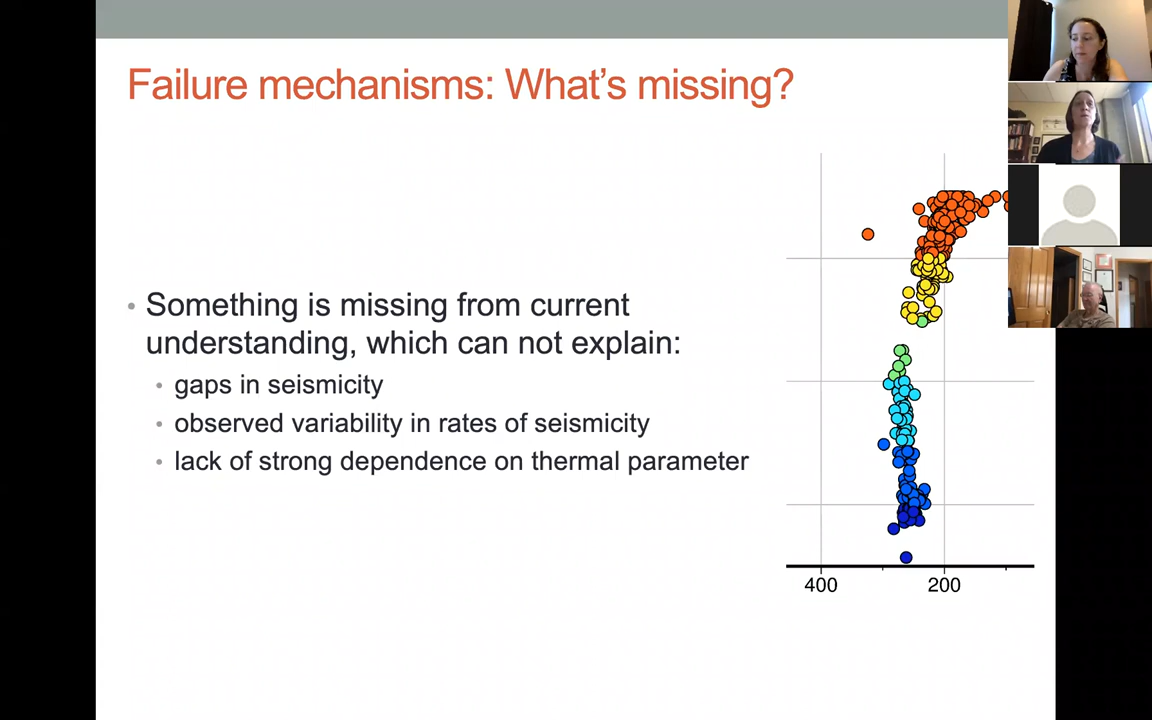 Failure mechanisms: What's missing?
• Something is missing from current
understanding, which can not explain:
• gaps in seismicity
• observed variability in rates of seismicity
• lack of strong dependence on thermal parameter
400 200